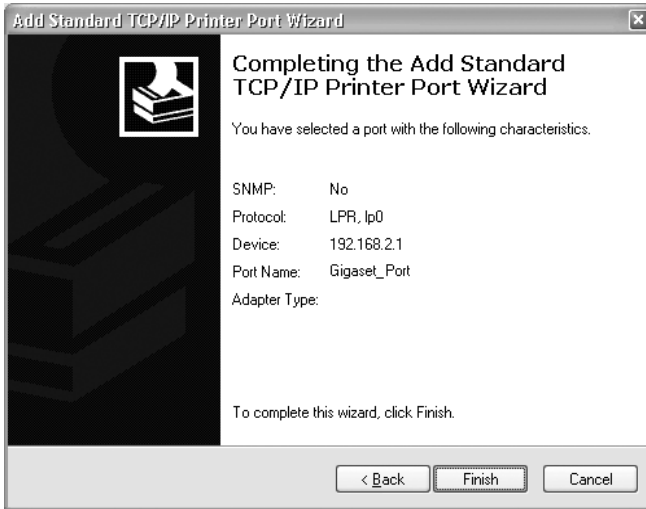 Add Standard TCP/IP Printer Port Wizard
Completing the Add Standard
TCP/IP Printer Port Wizard
You have selected a port with the following characteristics.
SNMP: No
Protocol: LPR, lp0
Device: 192.168.2.1
Port Name: Gigaset_Port
Adapter Type:
To complete this wizard, click Finish.
< Back Finish Cancel